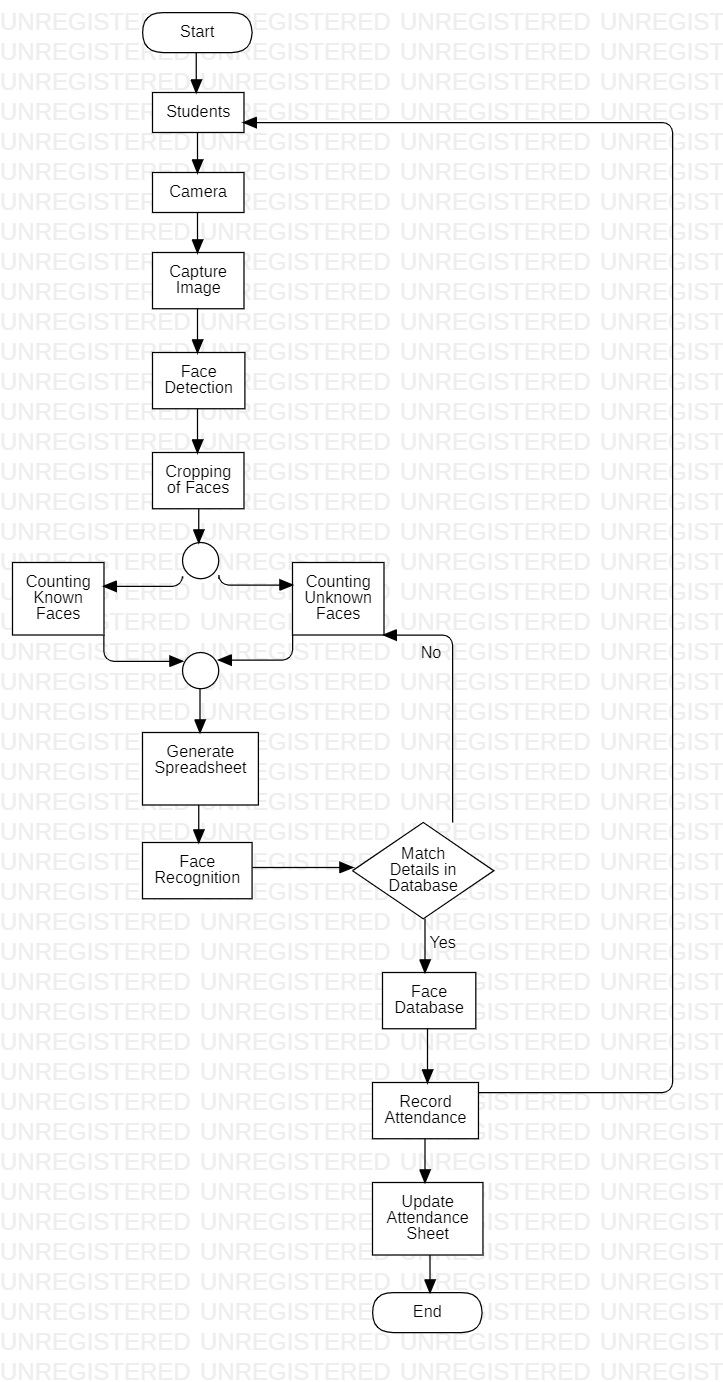 Start
Students
Camera
Capture
Image
Face
Detection
Cropping
of Faces
Counting
Known
Faces
Counting
Unknown
Faces
No
Generate
Spreadsheet
Face
Recognition
Match
Details in
Database
Yes
Face
Database
Record
Attendance
Update
Attendance
Sheet
End
UNREGISTERED